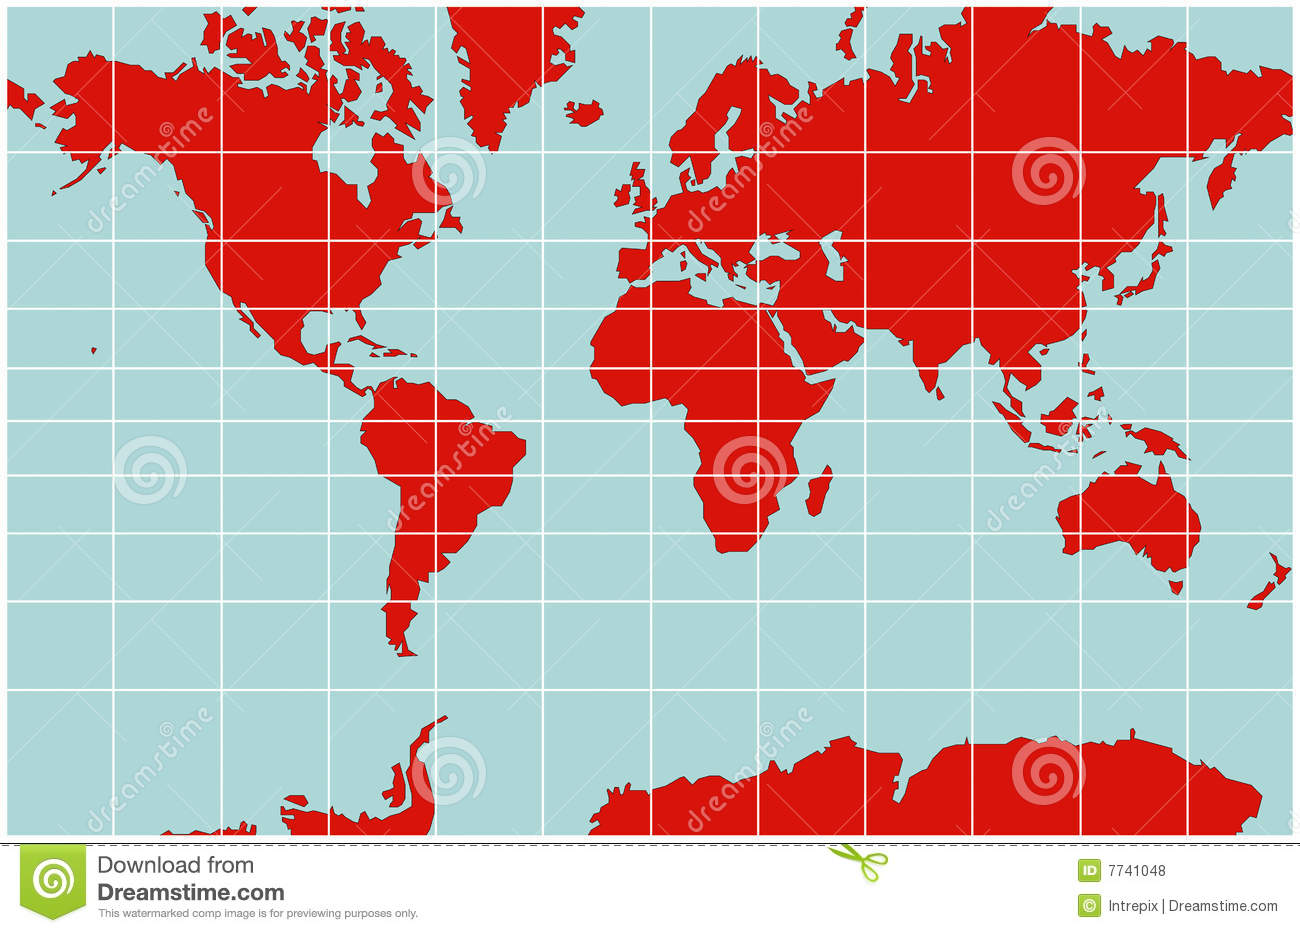 dreamstime
dreamstime
dreamstime
dreamstime
dreamstime
dreamstime
dreamstime
Download from
Dreamstime.com
This watermarked comp image is for previewing purposes only.
ID 7741048
© Intrepix | Dreamstime.com